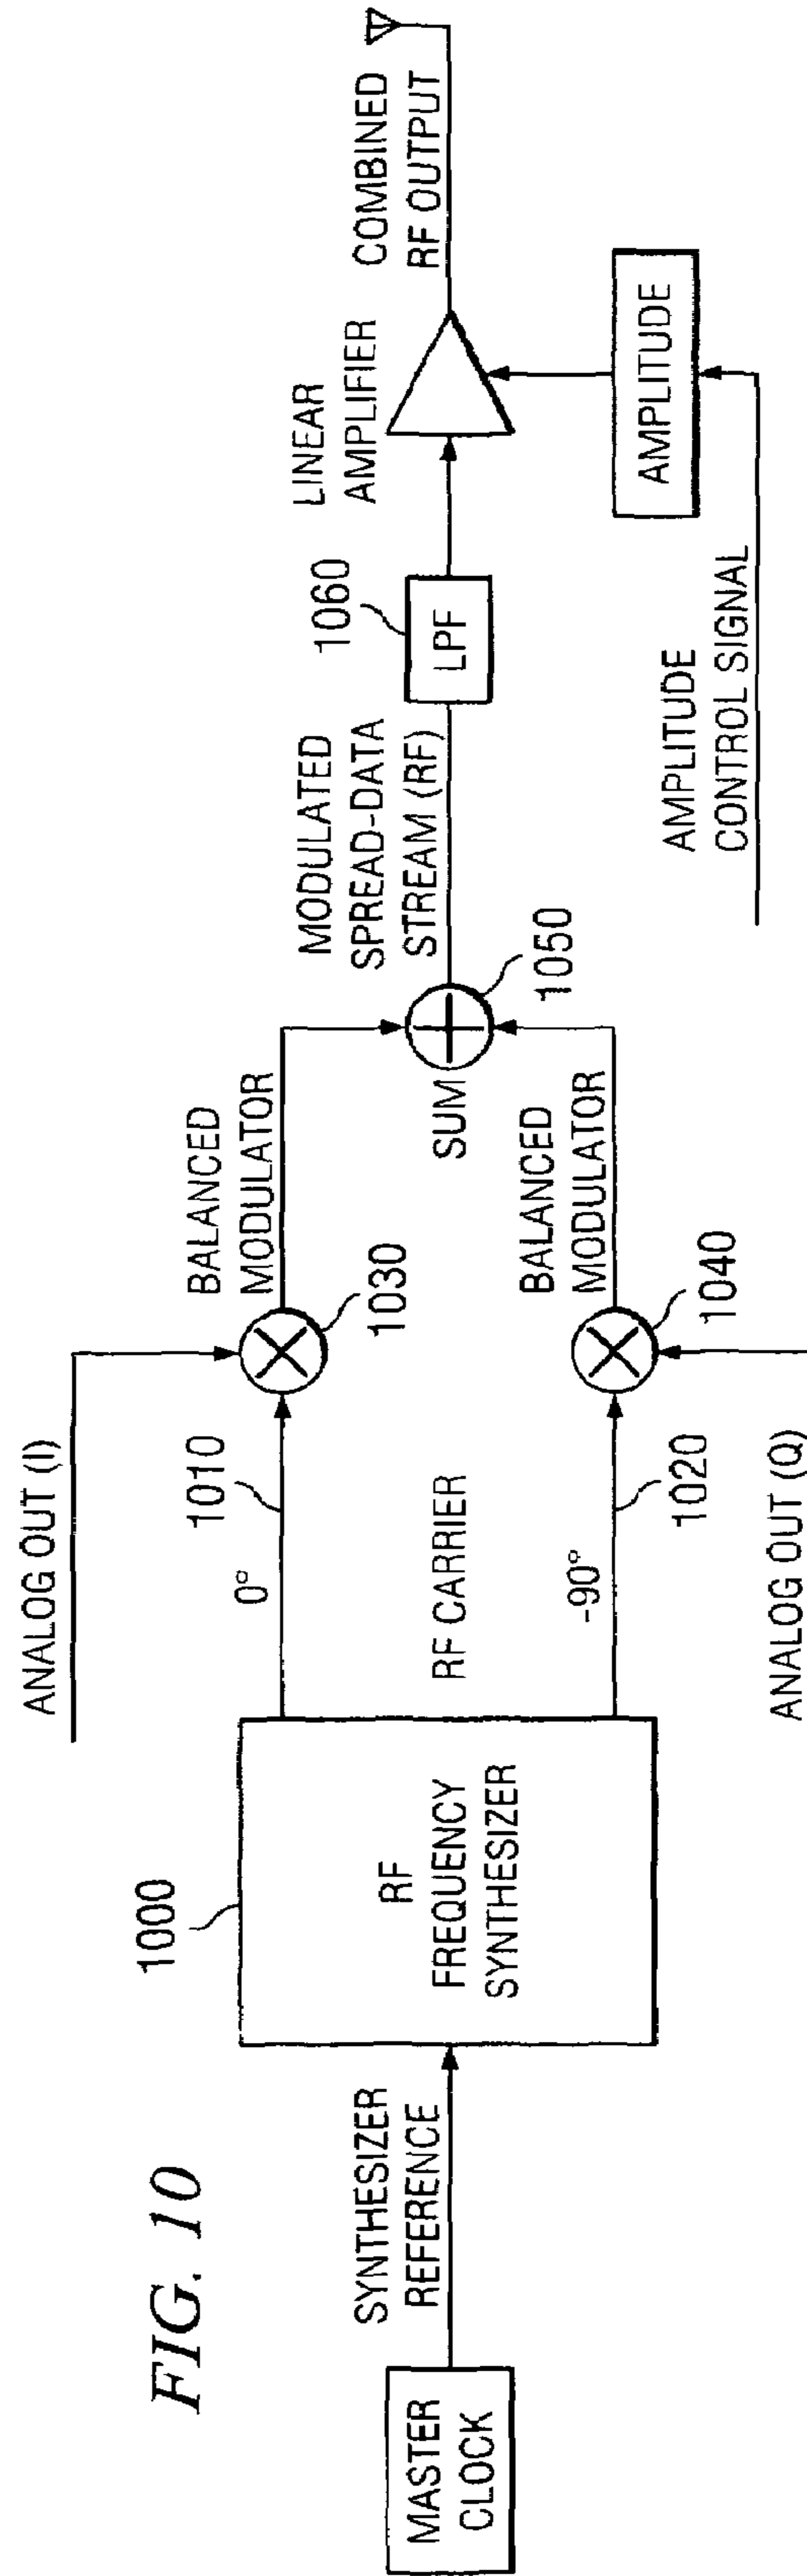 FIG. 10
MASTER
CLOCK
SYNTHESIZER
REFERENCE
1000
RF
FREQUENCY
SYNTHESIZER
ANALOG OUT (I)
0°
1010
RF CARRIER
-90°
1020
ANALOG OUT (Q)
BALANCED
MODULATOR
1030
BALANCED
MODULATOR
1040
SUM
1050
MODULATED
SPREAD-DATA
STREAM (RF)
1060
LPF
LINEAR
AMPLIFIER
AMPLITUDE
CONTROL SIGNAL
AMPLITUDE
COMBINED
RF OUTPUT